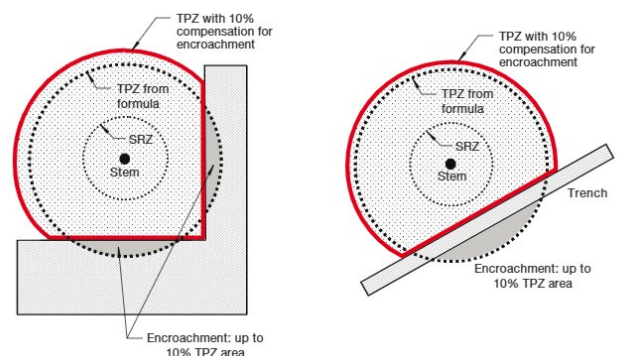 TPZ with 10%
compensation for
encroachment
TPZ from
formula
SRZ
Stem
Encroachment: up to
10% TPZ area
TPZ with 10%
compensation for
encroachment
TPZ from
formula
SRZ
Stem
Trench
Encroachment: up to
10% TPZ area